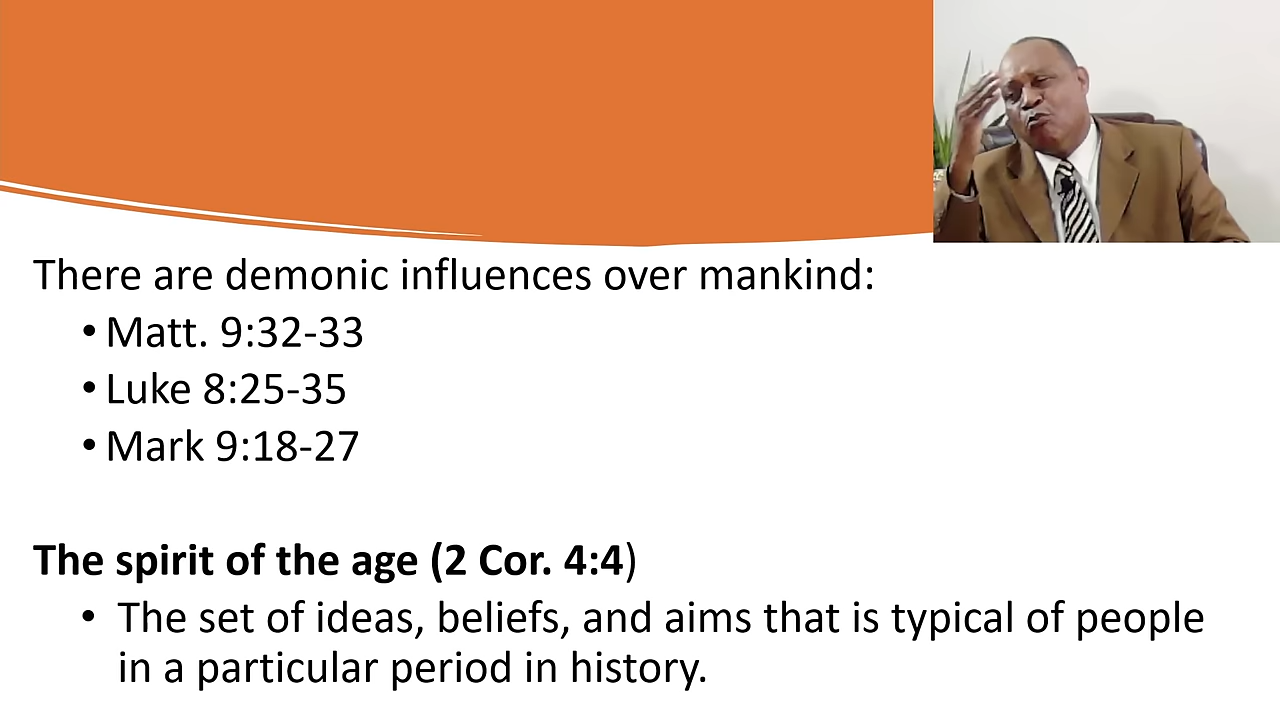 There are demonic influences over mankind:
• Matt. 9:32-33
• Luke 8:25-35
• Mark 9:18-27
The spirit of the age (2 Cor. 4:4)
• The set of ideas, beliefs, and aims that is typical of people
in a particular period in history.